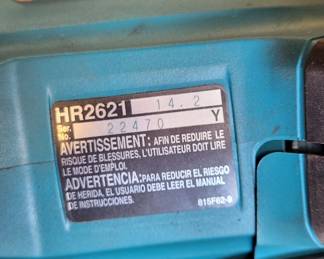 HR2621 14.2
Ser. No. 22470 Y
AVERTISSEMENT: AFIN DE REDUIRE LE
RISQUE DE BLESSURES, L'UTILISATEUR DOIT LIRE
LE MODE D'EMPLOI.
ADVERTENCIA: PARA REDUCIR EL RIESGO
DE HERIDA, EL USUARIO DEBE LEER EL MANUAL
DE INSTRUCCIONES.
815F62-9